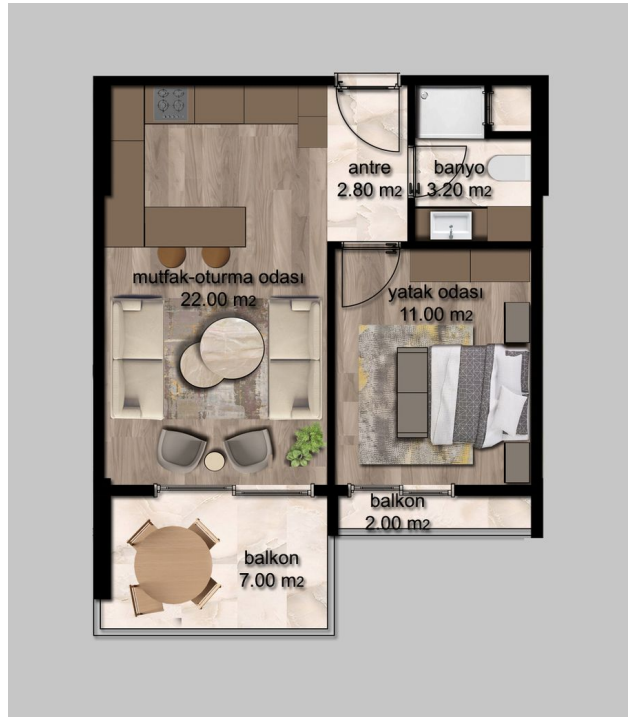 antre
2.80 m2
banyo
3.20 m2
mutfak-oturma odası
22.00 m2
yatak odası
11.00 m2
balkon
2.00 m2
balkon
7.00 m2